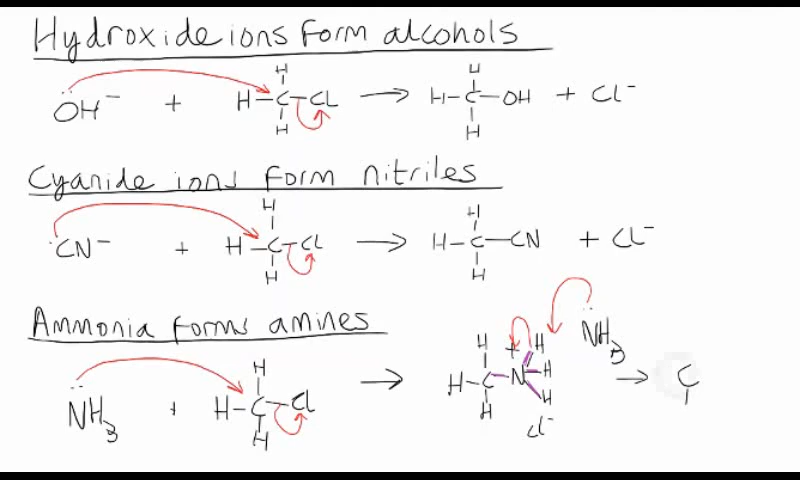 Hydroxide ions form alcohols
H H
ÖH⁻ + H–C–Cl → H–C–OH + Cl⁻
H H
Cyanide ions form nitriles
H H
:CN⁻ + H–C–Cl → H–C–CN + Cl⁻
H H
Ammonia forms amines
H H + H NH3
NH3 + H–C–Cl → H–C–N–H → C
H H H
Cl⁻